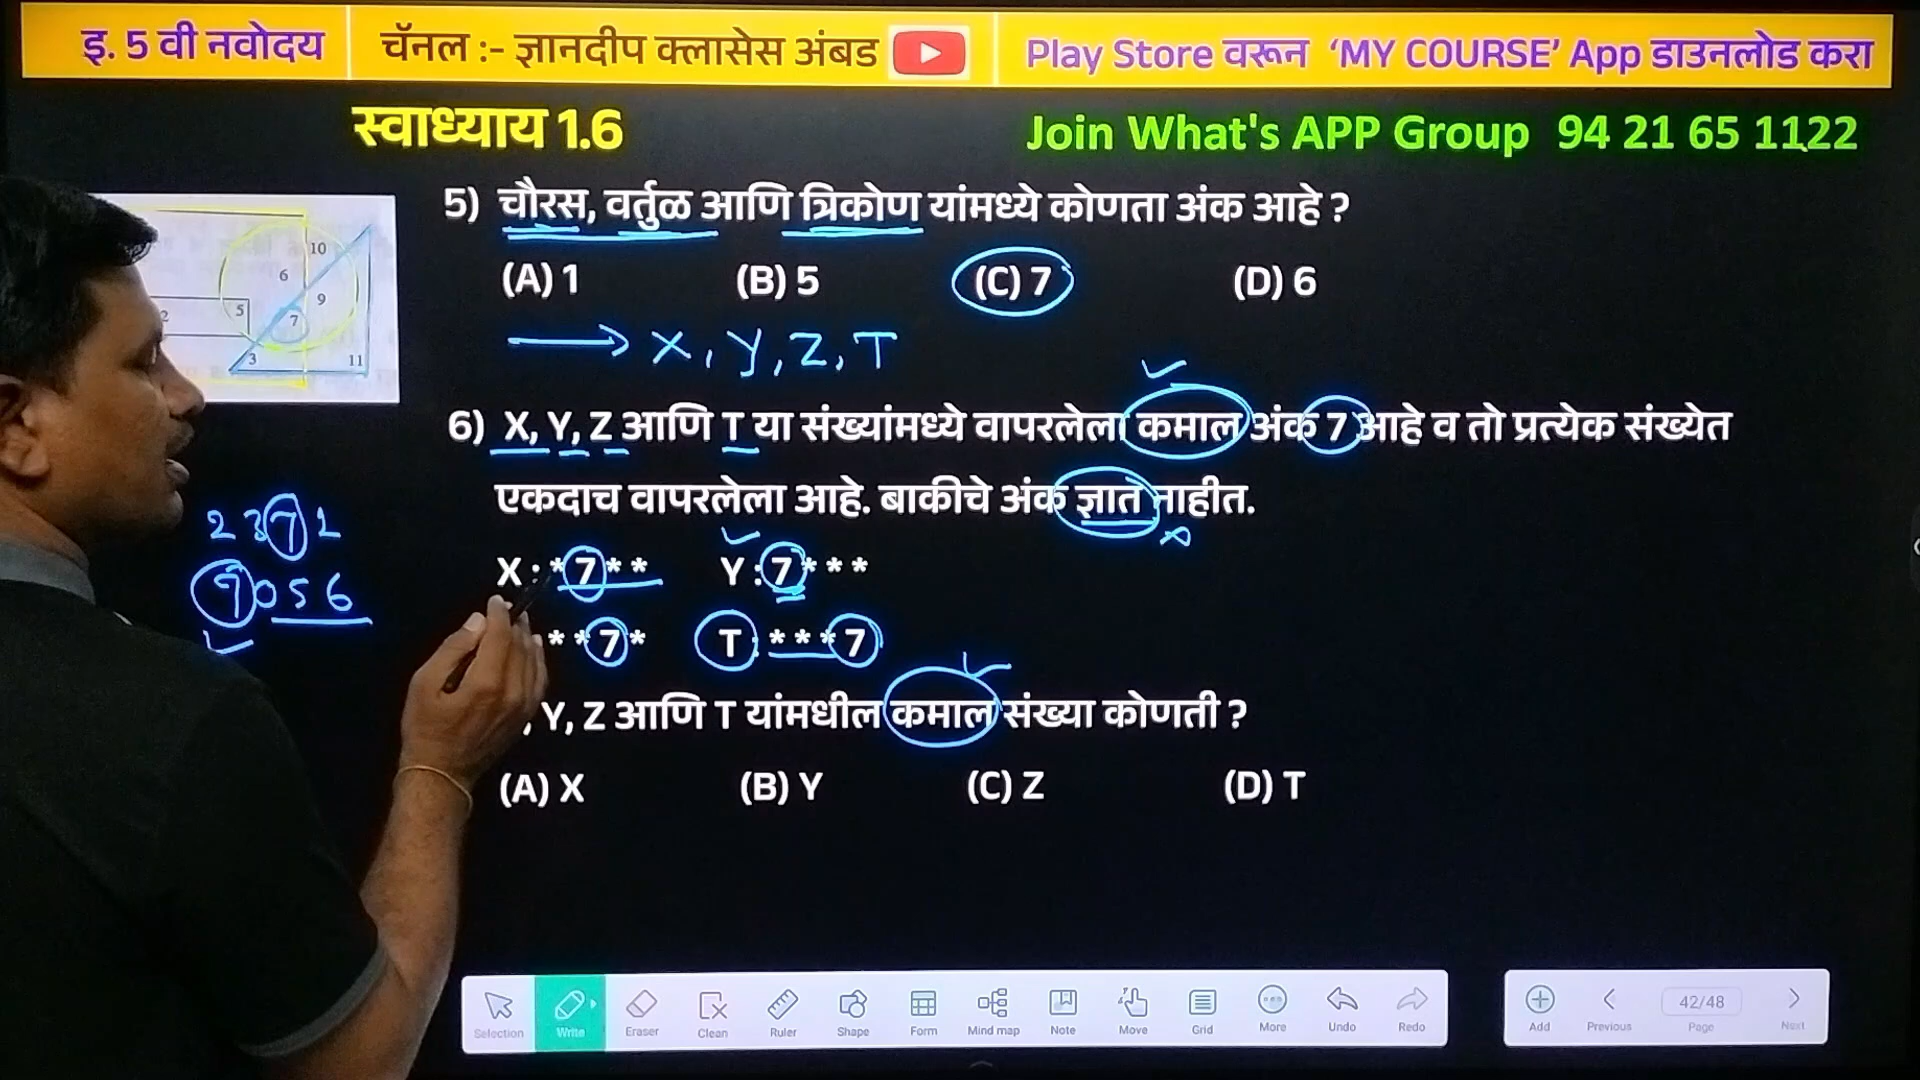 इ. 5 वी नवोदय
चॅनल :- ज्ञानदीप क्लासेस अंबड
Play Store वरून ‘MY COURSE’ App डाउनलोड करा
स्वाध्याय 1.6
Join What's APP Group 94 21 65 1122
10
6
9
5
7
2
3
11
5) चौरस, वर्तुळ आणि त्रिकोण यांमध्ये कोणता अंक आहे ?
(A) 1 (B) 5 (C) 7 (D) 6
→ X, Y, Z, T
6) X, Y, Z आणि T या संख्यांमध्ये वापरलेला कमाल अंक 7 आहे व तो प्रत्येक संख्येत
एकदाच वापरलेला आहे. बाकीचे अंक ज्ञात नाहीत.
2371
9056
X : *7** Y : 7***
**7* T : ***7
, Y, Z आणि T यांमधील कमाल संख्या कोणती ?
(A) X (B) Y (C) Z (D) T
Selection Write Eraser Clean Ruler Shape Form Mind map Note Move Grid More Undo Redo
42/48
Add Previous Page Next